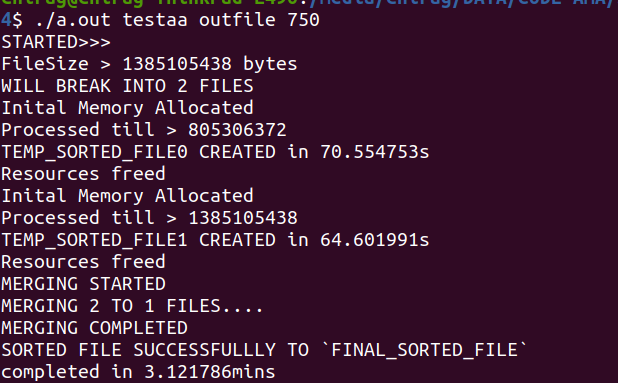 4$ ./a.out testaa outfile 750
STARTED>>>
FileSize > 1385105438 bytes
WILL BREAK INTO 2 FILES
Inital Memory Allocated
Processed till > 805306372
TEMP_SORTED_FILE0 CREATED in 70.554753s
Resources freed
Inital Memory Allocated
Processed till > 1385105438
TEMP_SORTED_FILE1 CREATED in 64.601991s
Resources freed
MERGING STARTED
MERGING 2 TO 1 FILES....
MERGING COMPLETED
SORTED FILE SUCCESSFULLLY TO `FINAL_SORTED_FILE`
completed in 3.121786mins